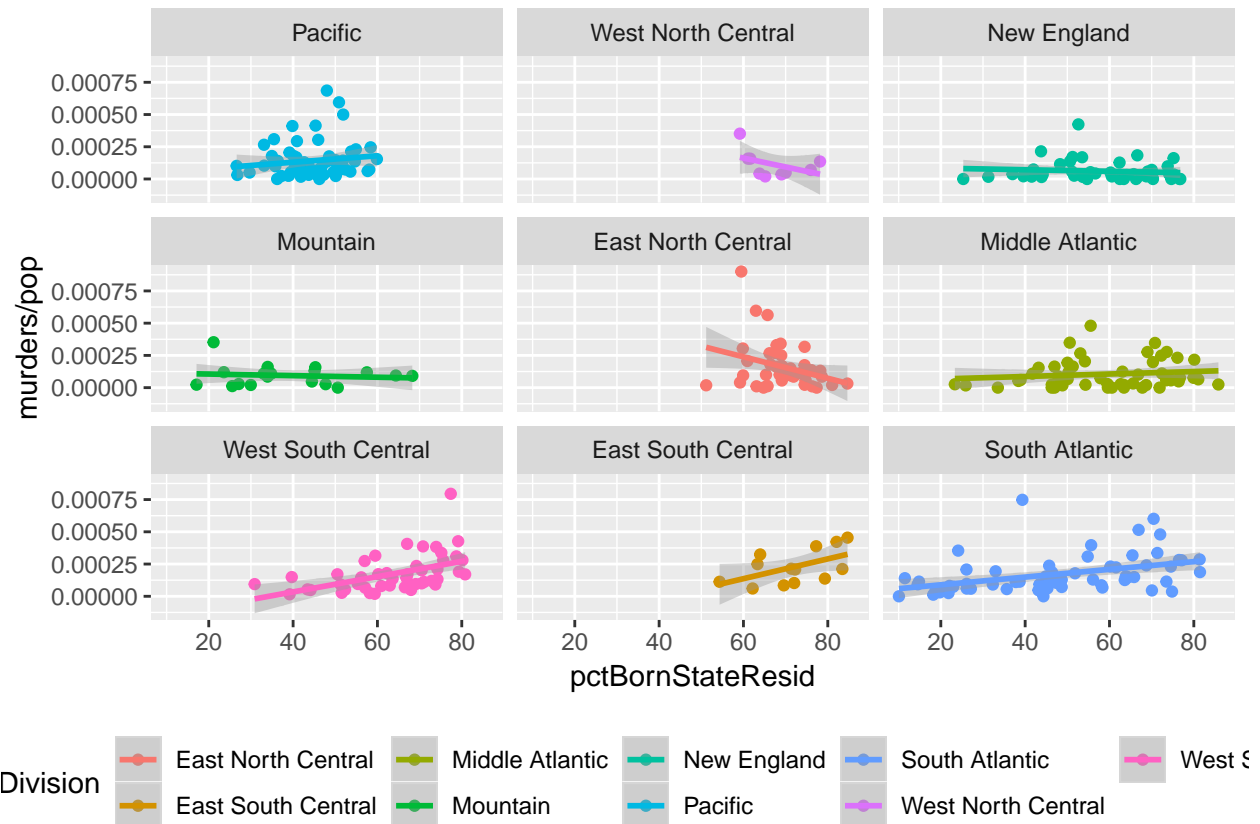 Pacific West North Central New England
0.00075
0.00050
0.00025
0.00000
Mountain East North Central Middle Atlantic
murders/pop
0.00075
0.00050
0.00025
0.00000
West South Central East South Central South Atlantic
0.00075
0.00050
0.00025
0.00000
20 40 60 80 20 40 60 80 20 40 60 80
pctBornStateResid
Division
East North Central Middle Atlantic New England South Atlantic West S
East South Central Mountain Pacific West North Central